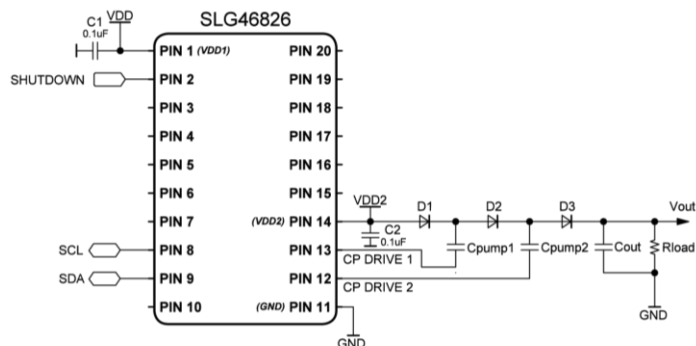 SLG46826
C1
VDD
0.1uF
PIN 1 (VDD1)
PIN 20
SHUTDOWN
PIN 2
PIN 19
PIN 3
PIN 18
PIN 4
PIN 17
PIN 5
PIN 16
PIN 6
PIN 15
VDD2
D1
D2
D3
Vout
PIN 7
(VDD2) PIN 14
C2
0.1uF
SCL
PIN 8
PIN 13
CP DRIVE 1
Cpump1
Cpump2
Cout
Rload
SDA
PIN 9
PIN 12
CP DRIVE 2
PIN 10
(GND) PIN 11
GND
GND